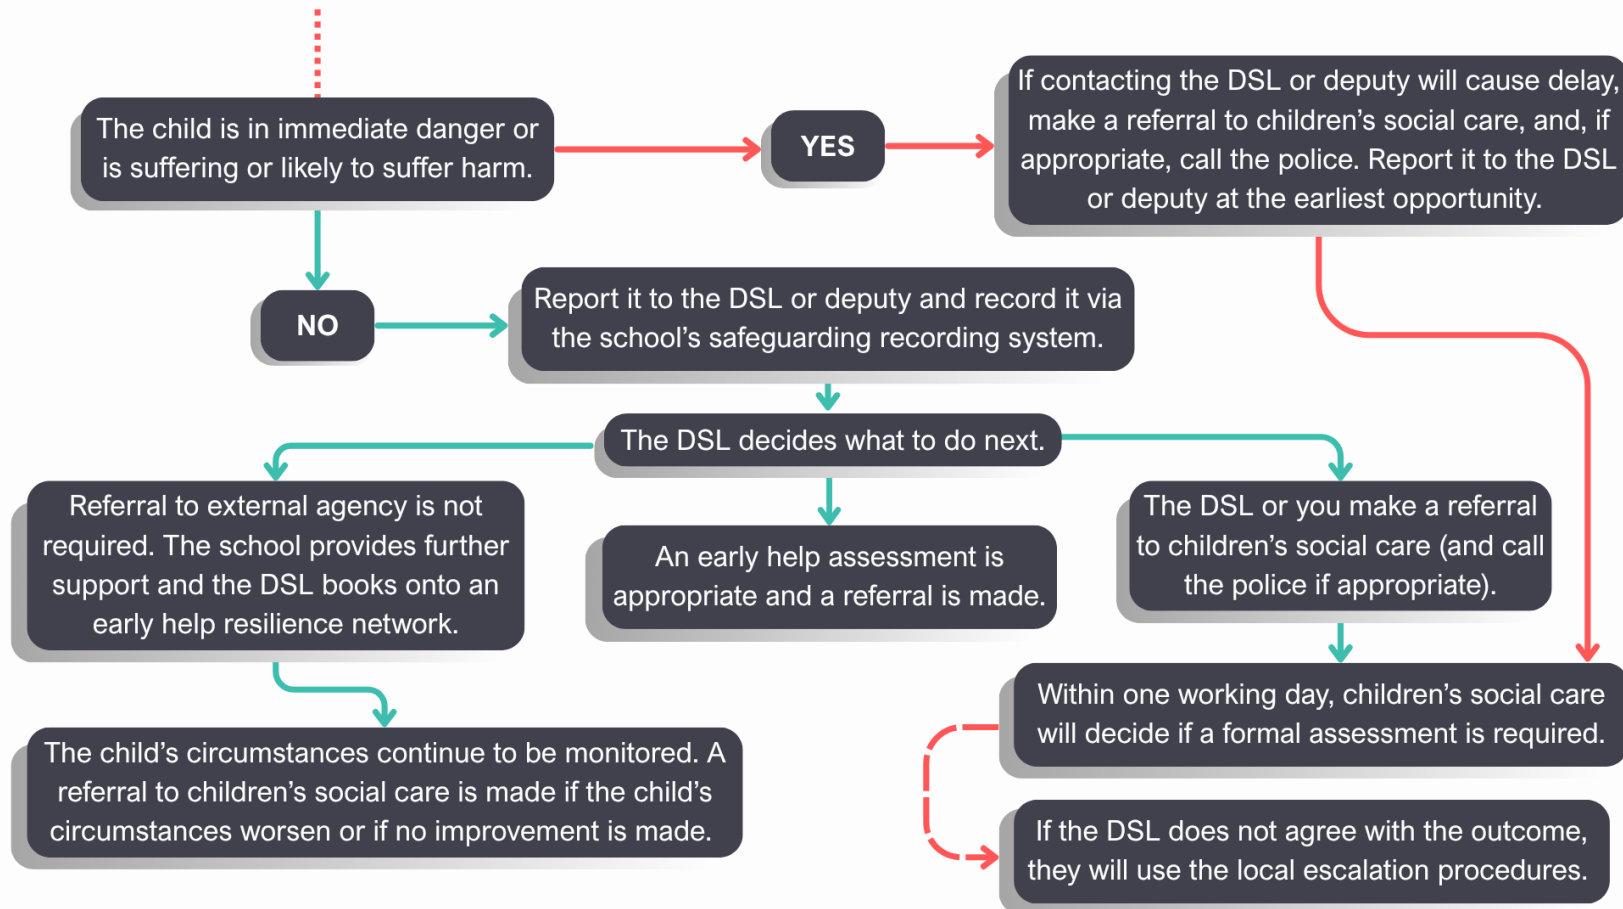 The child is in immediate danger or
is suffering or likely to suffer harm.
YES
If contacting the DSL or deputy will cause delay,
make a referral to children's social care, and, if
appropriate, call the police. Report it to the DSL
or deputy at the earliest opportunity.
NO
Report it to the DSL or deputy and record it via
the school's safeguarding recording system.
The DSL decides what to do next.
Referral to external agency is not
required. The school provides further
support and the DSL books onto an
early help resilience network.
An early help assessment is
appropriate and a referral is made.
The DSL or you make a referral
to children's social care (and call
the police if appropriate).
The child's circumstances continue to be monitored. A
referral to children's social care is made if the child's
circumstances worsen or if no improvement is made.
Within one working day, children's social care
will decide if a formal assessment is required.
If the DSL does not agree with the outcome,
they will use the local escalation procedures.